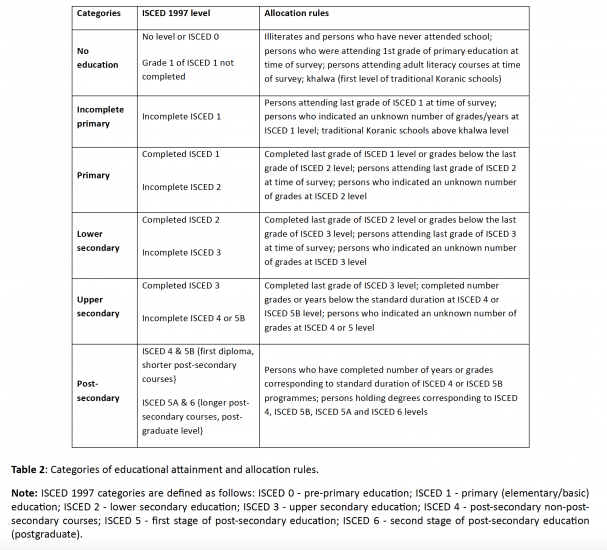 Categories ISCED 1997 level Allocation rules
No education
No level or ISCED 0
Grade 1 of ISCED 1 not
completed
Illiterates and persons who have never attended school;
persons who were attending 1st grade of primary education at
time of survey; persons attending adult literacy courses at time
of survey; khalwa (first level of traditional Koranic schools)
Incomplete
primary
Incomplete ISCED 1
Persons attending last grade of ISCED 1 at time of survey;
persons who indicated an unknown number of grades/years at
ISCED 1 level; traditional Koranic schools above khalwa level
Primary
Completed ISCED 1
Incomplete ISCED 2
Completed last grade of ISCED 1 level or grades below the last
grade of ISCED 2 level; persons attending last grade of ISCED 2
at time of survey; persons who indicated an unknown number
of grades at ISCED 2 level
Lower
secondary
Completed ISCED 2
Incomplete ISCED 3
Completed last grade of ISCED 2 level or grades below the last
grade of ISCED 3 level; persons attending last grade of ISCED 3
at time of survey; persons who indicated an unknown number
of grades at ISCED 3 level
Upper
secondary
Completed ISCED 3
Incomplete ISCED 4 or 5B
Completed last grade of ISCED 3 level; completed number
grades or years below the standard duration at ISCED 4 or
ISCED 5B level; persons who indicated an unknown number of
grades at ISCED 4 or 5 level
Post-
secondary
ISCED 4 & 5B {first diploma,
shorter post-secondary
courses}
ISCED 5A & 6 {longer post-
secondary courses, post-
graduate level}
Persons who have completed number of years or grades
corresponding to standard duration of ISCED 4 or ISCED 5B
programmes; persons holding degrees corresponding to ISCED
4, ISCED 5B, ISCED 5A and ISCED 6 levels
Table 2: Categories of educational attainment and allocation rules.
Note: ISCED 1997 categories are defined as follows: ISCED 0 - pre-primary education; ISCED 1 - primary (elementary/basic)
education; ISCED 2 - lower secondary education; ISCED 3 - upper secondary education; ISCED 4 - post-secondary non-post-
secondary courses; ISCED 5 - first stage of post-secondary education; ISCED 6 - second stage of post-secondary education
(postgraduate).